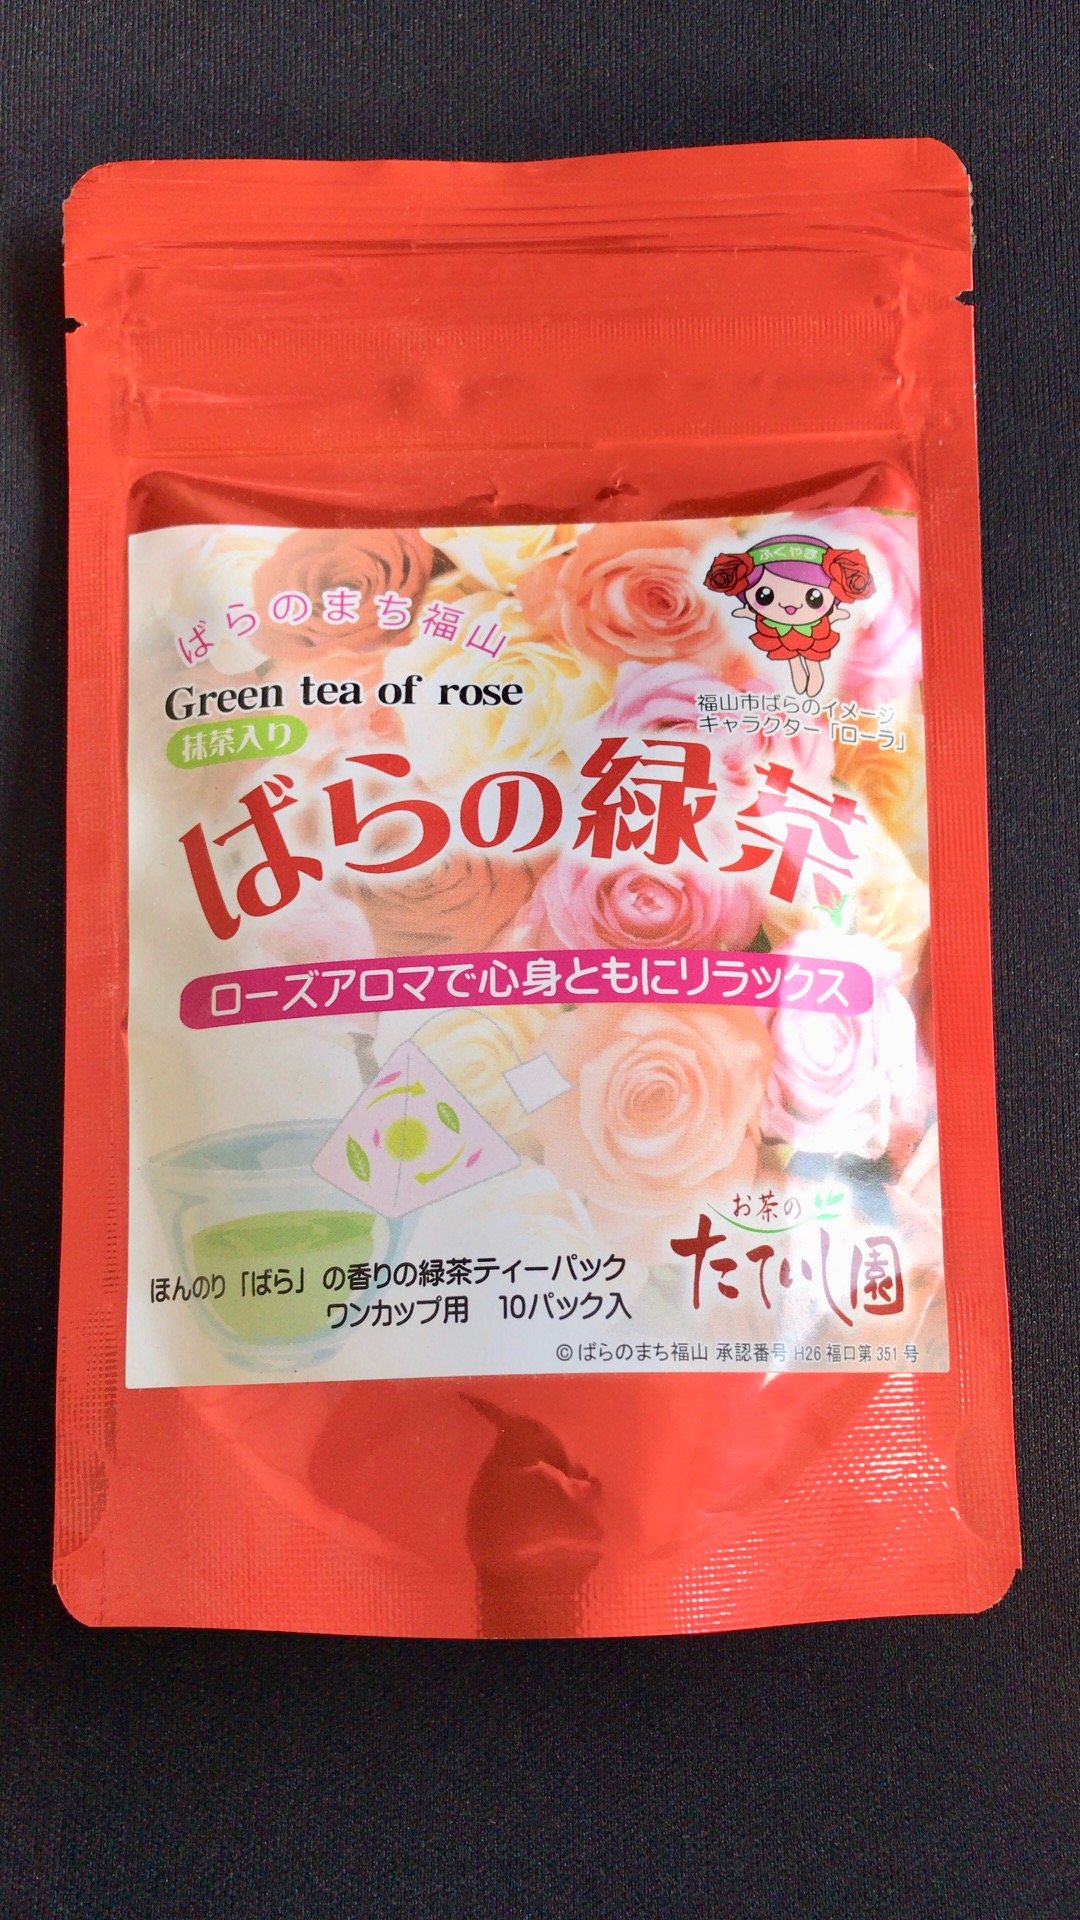 ばらのまち福山
ふくやま
Green tea of rose
福山市ばらのイメージ
キャラクター「ローラ」
抹茶入り
ばらの緑茶
ローズアロマで心身ともにリラックス
お茶の
たていし園
ほんのり「ばら」の香りの緑茶ティーパック
ワンカップ用 10パック入
© ばらのまち福山 承認番号 H26 福口第 351 号